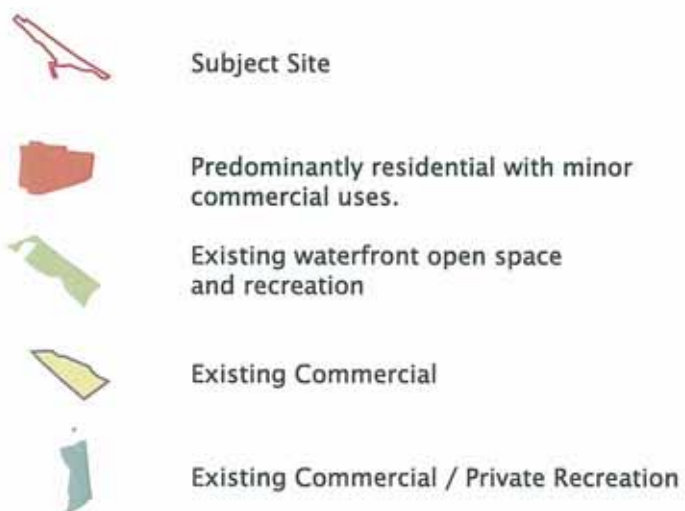 Subject Site
Predominantly residential with minor
commercial uses.
Existing waterfront open space
and recreation
Existing Commercial
Existing Commercial / Private Recreation